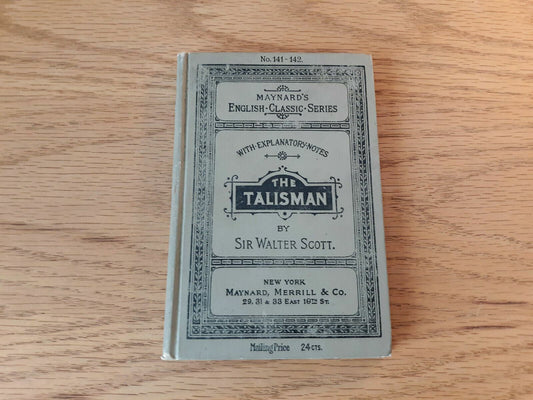 No. 141-142.
MAYNARD'S
ENGLISH·CLASSIC·SERIES
WITH·EXPLANATORY·NOTES
THE
TALISMAN
BY
SIR WALTER SCOTT.
NEW YORK
MAYNARD, MERRILL & CO.
29, 31 & 33 EAST 19TH ST.
Mailing Price 24 CTS.